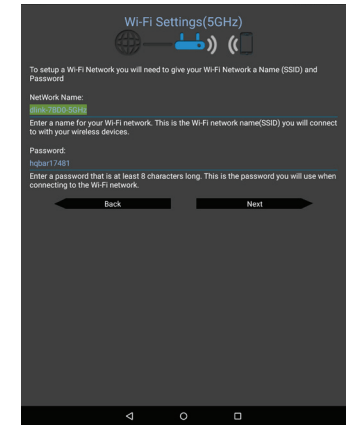 Wi-Fi Settings(5GHz)
To setup a Wi-Fi Network you will need to give your Wi-Fi Network a Name (SSID) and
Password
NetWork Name:
dlink-78D0-5GHz
Enter a name for your Wi-Fi network. This is the Wi-Fi network name(SSID) you will connect
to with your wireless devices.
Password:
hqbar17481
Enter a password that is at least 8 characters long. This is the password you will use when
connecting to the Wi-Fi network.
Back
Next